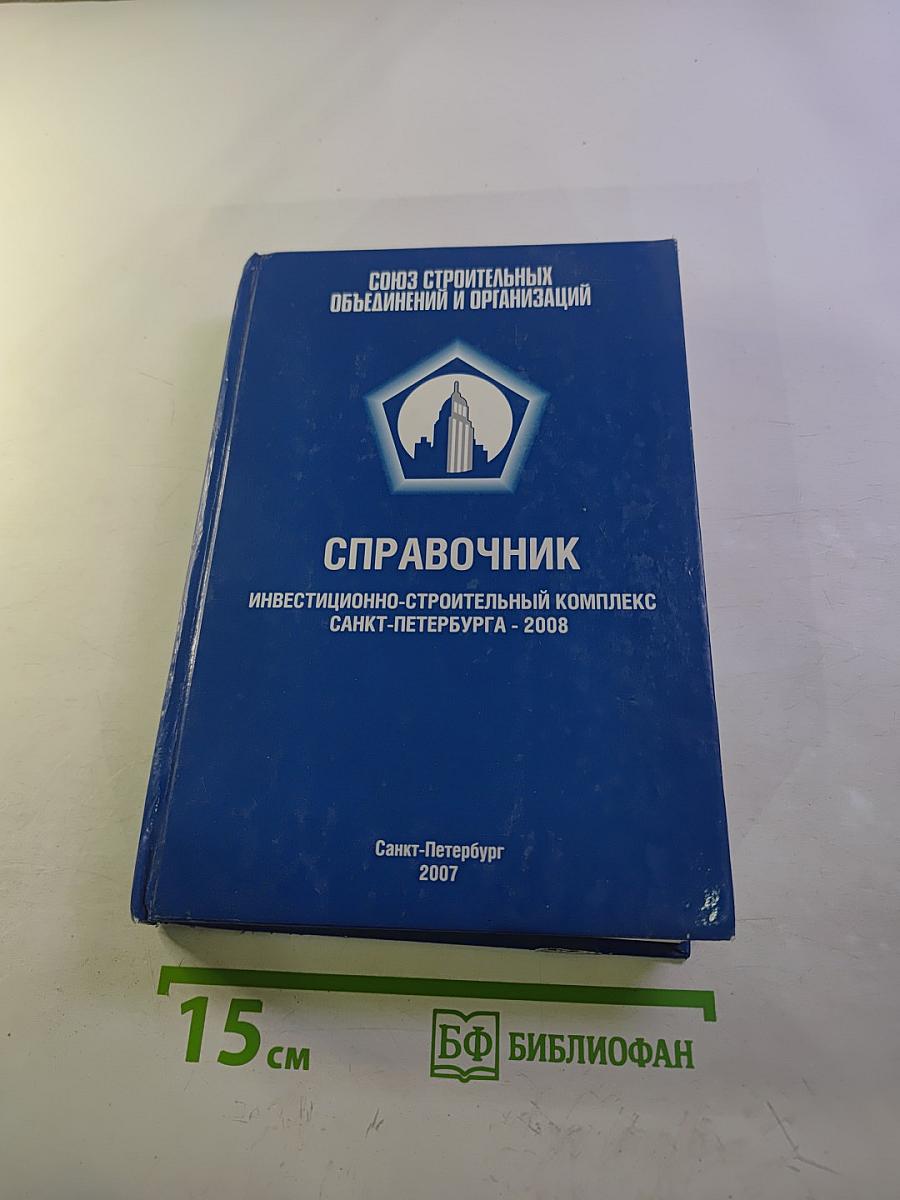 СОЮЗ СТРОИТЕЛЬНЫХ
ОБЪЕДИНЕНИЙ И ОРГАНИЗАЦИЙ
СПРАВОЧНИК
ИНВЕСТИЦИОННО-СТРОИТЕЛЬНЫЙ КОМПЛЕКС
САНКТ-ПЕТЕРБУРГА - 2008
Санкт-Петербург
2007
15 см
БФ БИБЛИОФАН